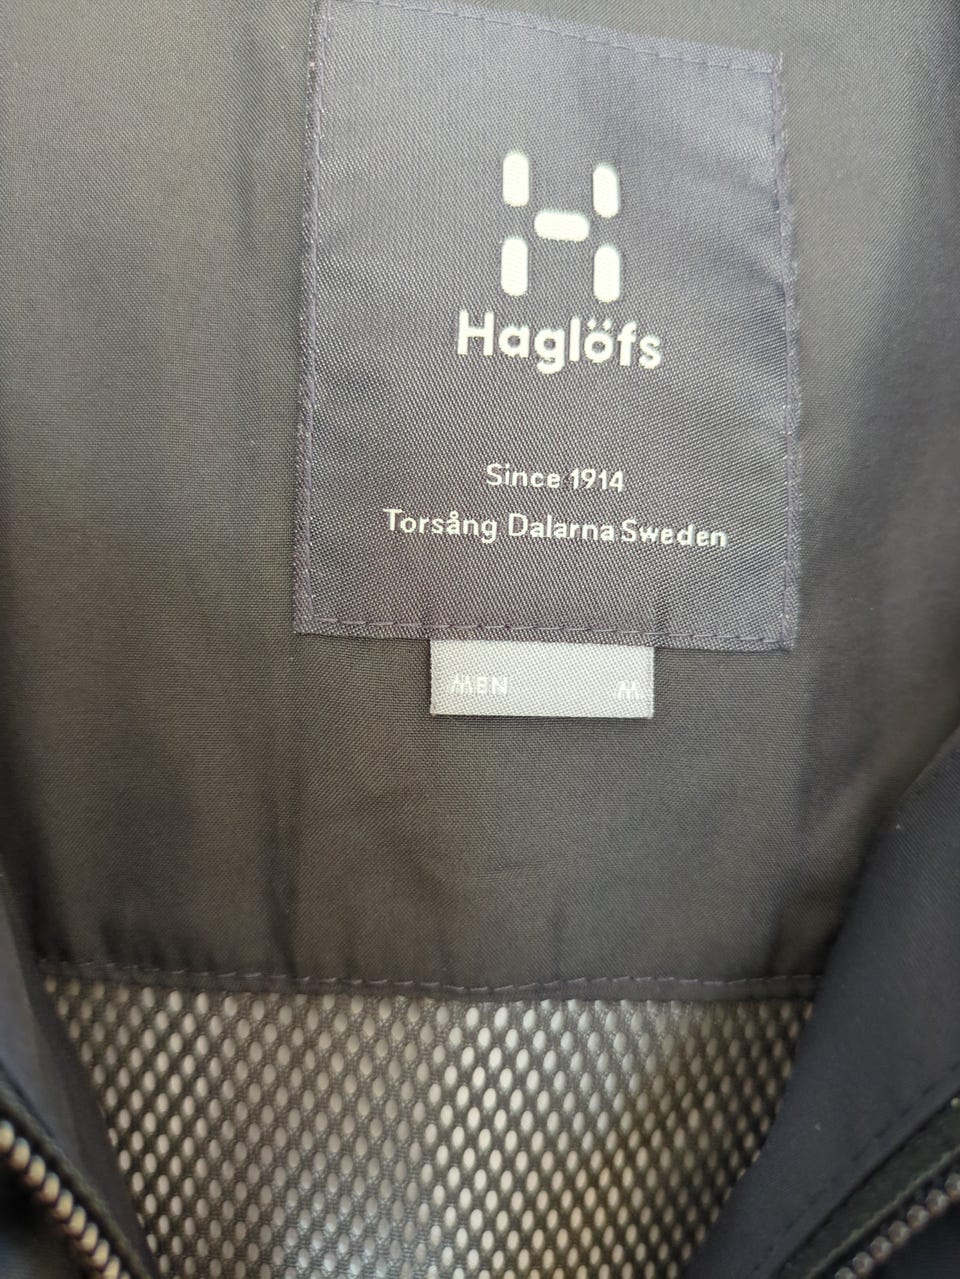 Haglöfs
Since 1914
Torsång Dalarna Sweden
MEN M